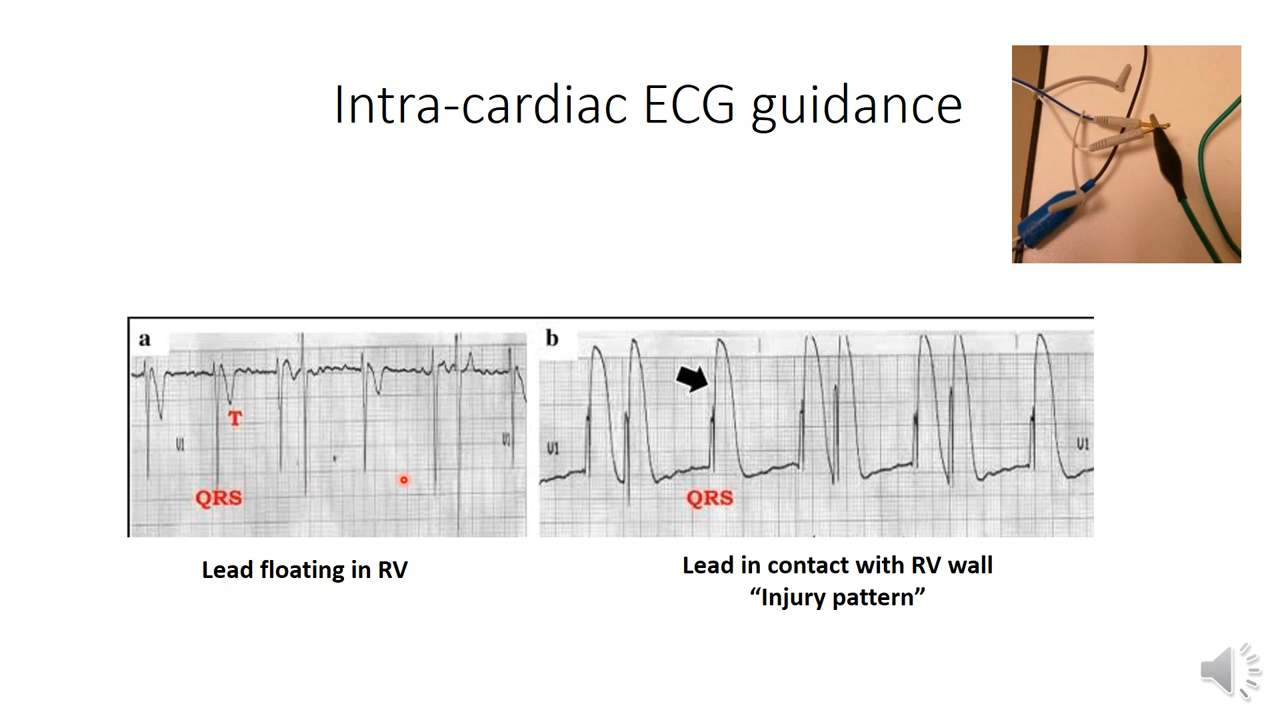 Intra-cardiac ECG guidance
a
T
V1
V1
QRS
b
V1
V1
QRS
Lead floating in RV
Lead in contact with RV wall
“Injury pattern”